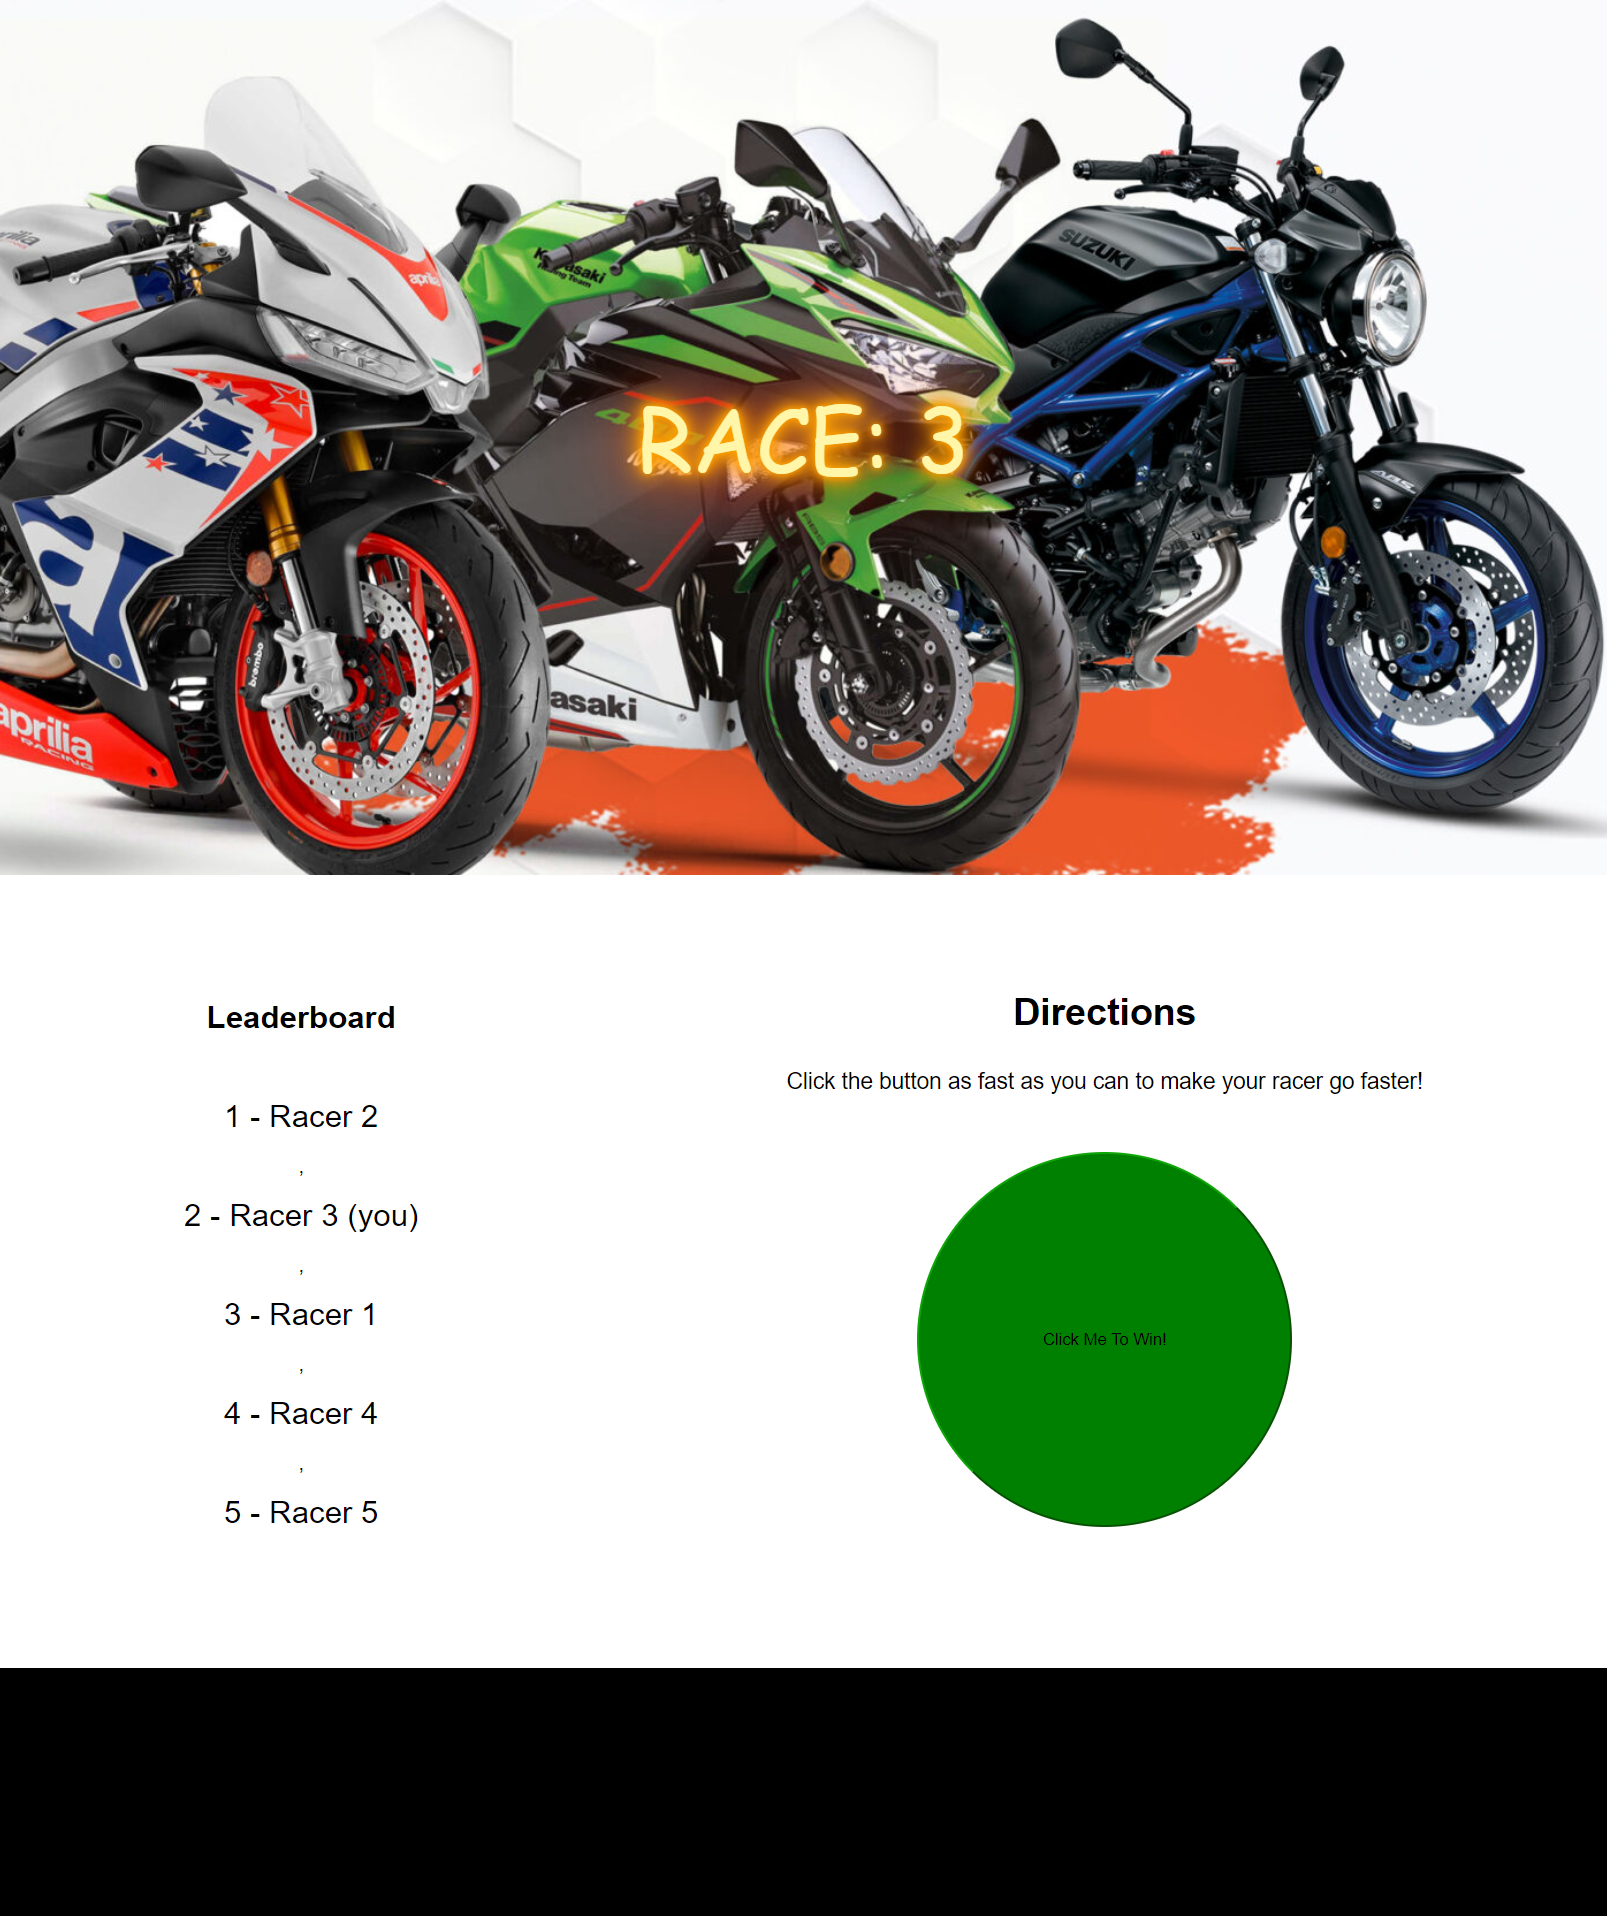 SUZUKI
aprilia
Kawasaki
Racing Team
RACE: 3
ABS
brembo
asaki
aprilia
RACING
Leaderboard
1 - Racer 2
,
2 - Racer 3 (you)
,
3 - Racer 1
,
4 - Racer 4
,
5 - Racer 5
Directions
Click the button as fast as you can to make your racer go faster!
Click Me To Win!